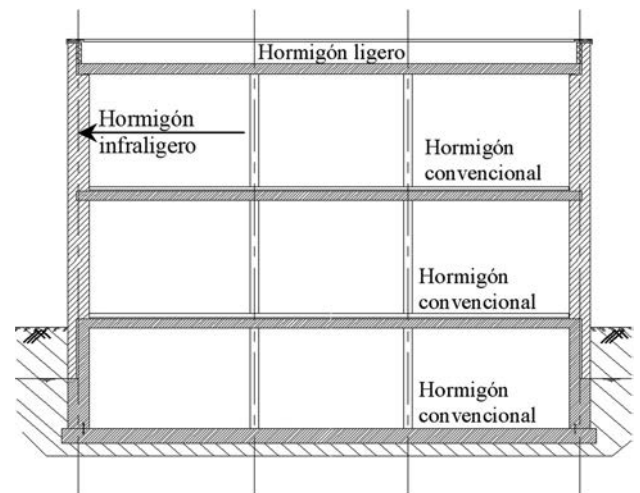 Hormigón ligero
Hormigón
infraligero
Hormigón
convencional
Hormigón
convencional
Hormigón
convencional